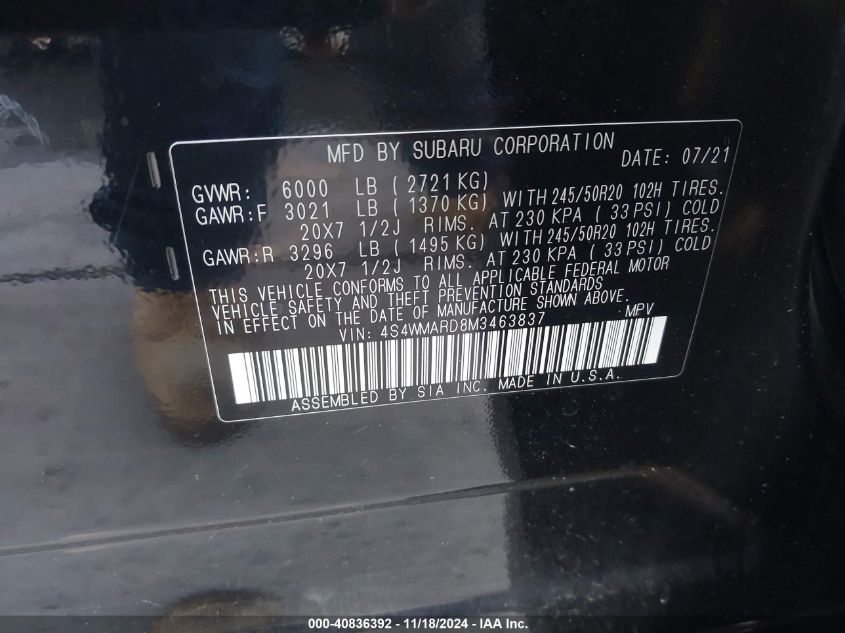 MFD BY SUBARU CORPORATION DATE: 07/21
GVWR: 6000 LB (2721 KG)
GAWR:F 3021 LB (1370 KG) WITH 245/50R20 102H TIRES.
20X7 1/2J RIMS. AT 230 KPA (33 PSI) COLD
GAWR:R 3296 LB (1495 KG) WITH 245/50R20 102H TIRES.
20X7 1/2J RIMS. AT 230 KPA (33 PSI) COLD
THIS VEHICLE CONFORMS TO ALL APPLICABLE FEDERAL MOTOR
VEHICLE SAFETY AND THEFT PREVENTION STANDARDS
IN EFFECT ON THE DATE OF MANUFACTURE SHOWN ABOVE.
VIN: 4S4WMARD8M3463837 MPV
ASSEMBLED BY SIA INC. MADE IN U.S.A.
000-40836392 - 11/18/2024 - IAA, Inc.